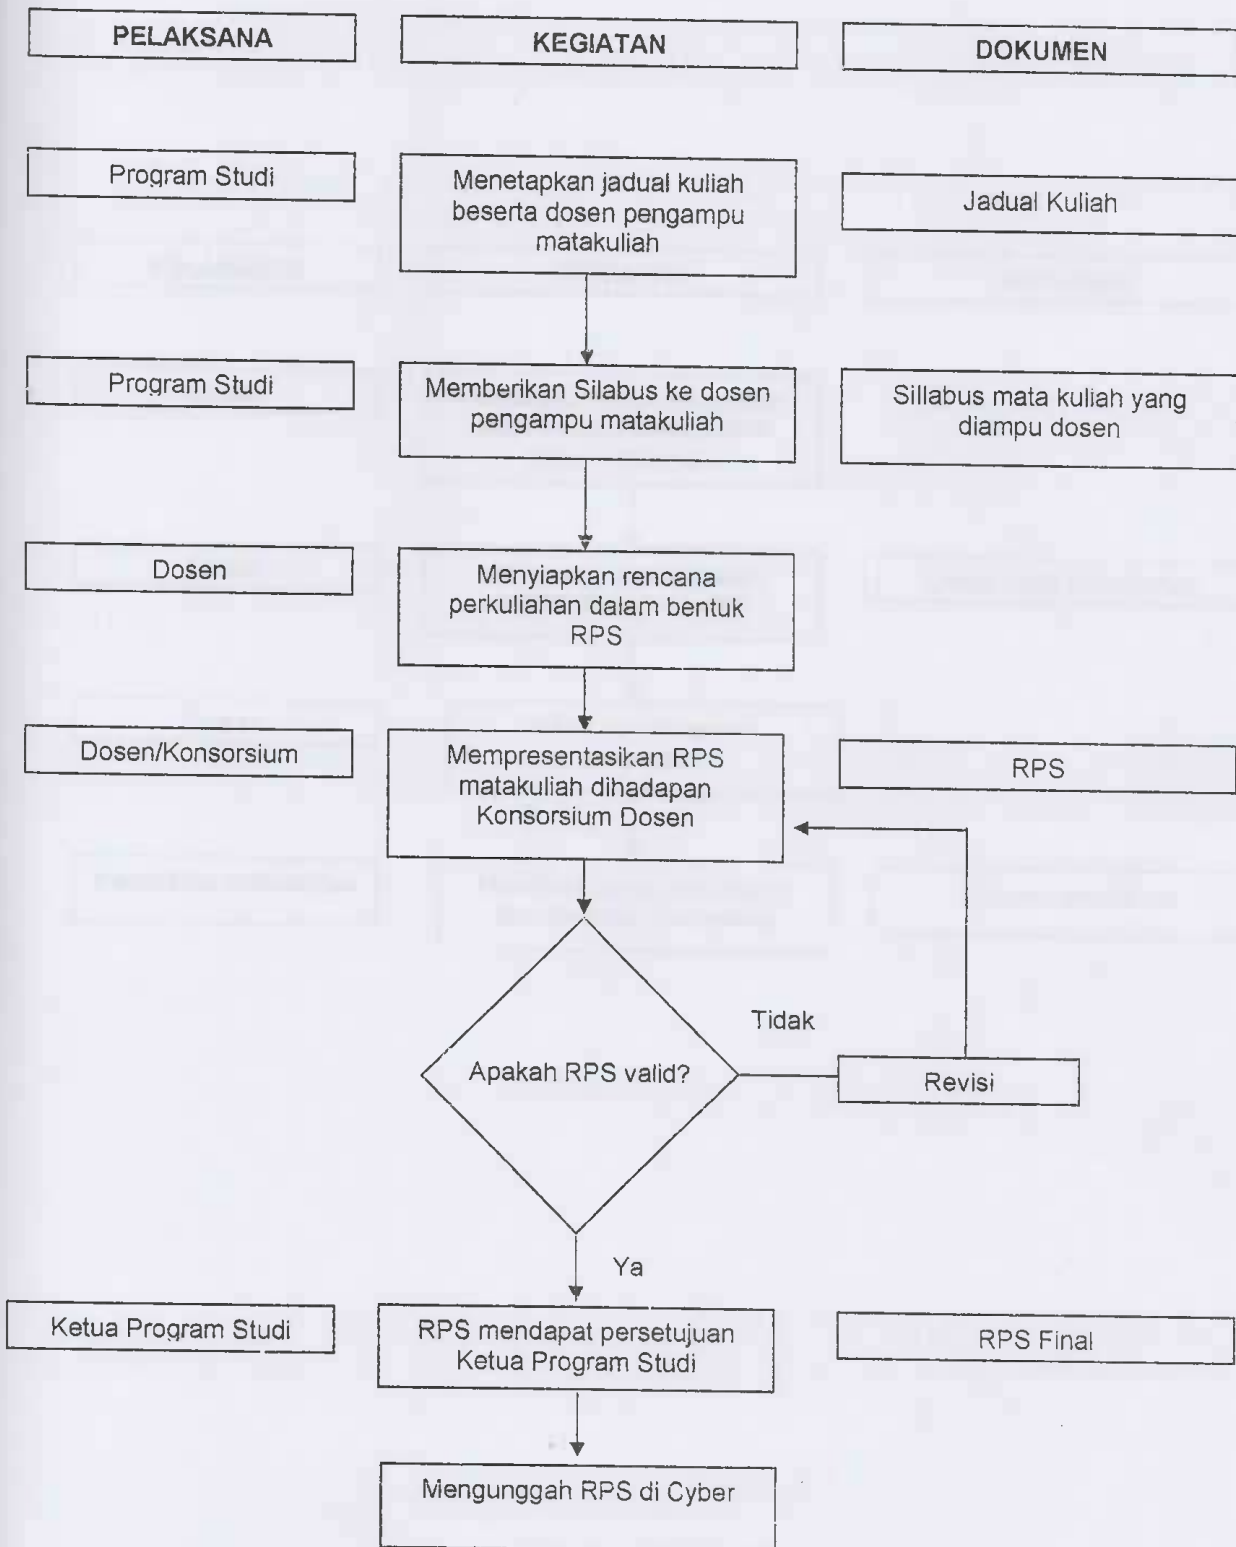 PELAKSANA
KEGIATAN
DOKUMEN
Program Studi
Menetapkan jadual kuliah
beserta dosen pengampu
matakuliah
Jadual Kuliah
Program Studi
Memberikan Silabus ke dosen
pengampu matakuliah
Sillabus mata kuliah yang
diampu dosen
Dosen
Menyiapkan rencana
perkuliahan dalam bentuk
RPS
Dosen/Konsorsium
Mempresentasikan RPS
matakuliah dihadapan
Konsorsium Dosen
RPS
Tidak
Apakah RPS valid?
Revisi
Ya
Ketua Program Studi
RPS mendapat persetujuan
Ketua Program Studi
RPS Final
Mengunggah RPS di Cyber